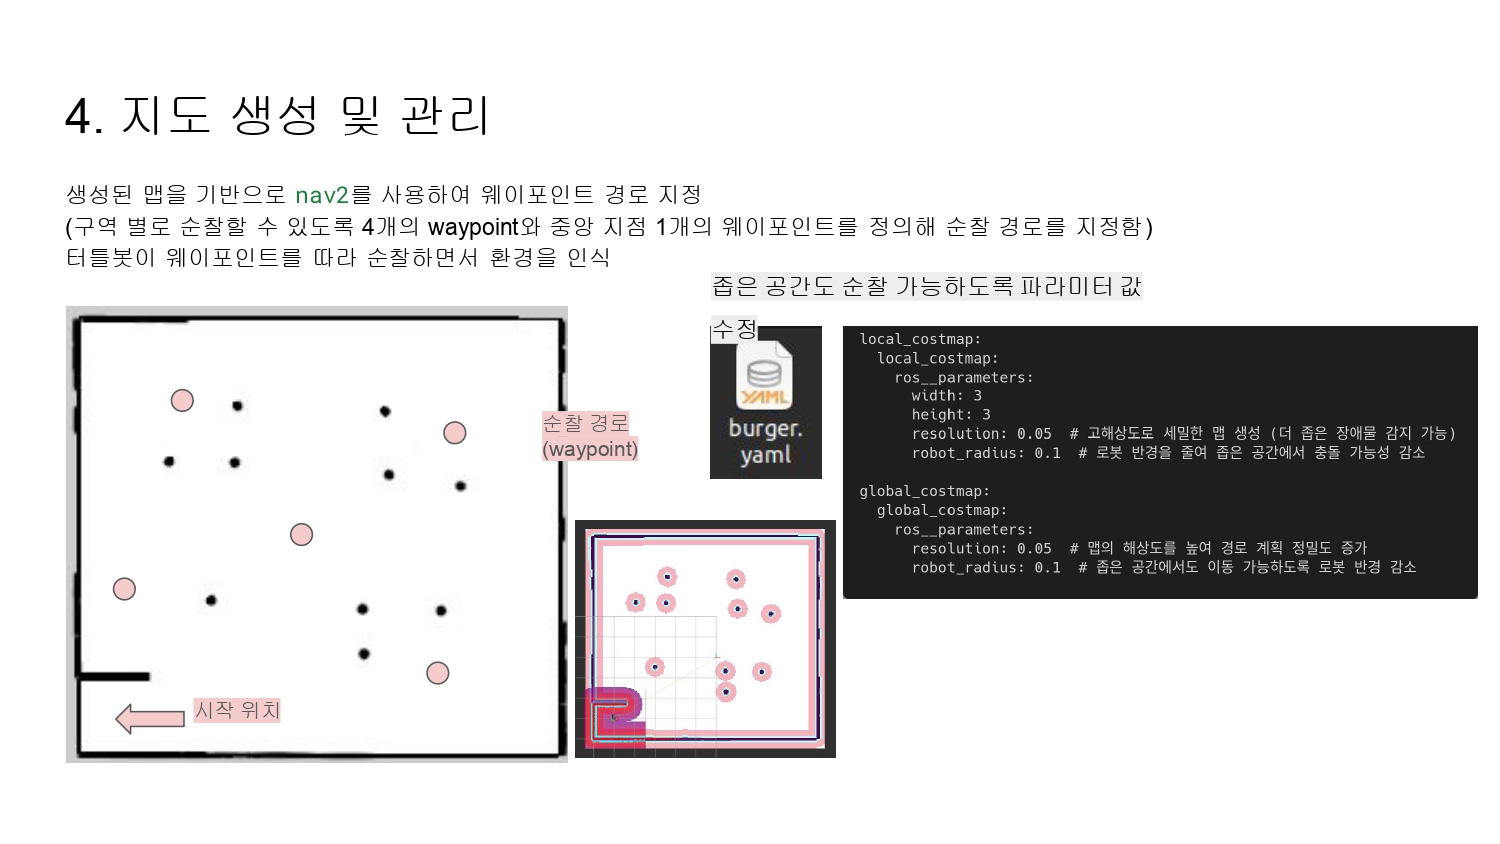 4. 지도 생성 및 관리
생성된 맵을 기반으로 nav2를 사용하여 웨이포인트 경로 지정
(구역 별로 순찰할 수 있도록 4개의 waypoint와 중앙 지점 1개의 웨이포인트를 정의해 순찰 경로를 지정함)
터틀봇이 웨이포인트를 따라 순찰하면서 환경을 인식
좁은 공간도 순찰 가능하도록 파라미터 값
수정
순찰 경로
(waypoint)
시작 위치
YAML
burger.
yaml
local_costmap:
  local_costmap:
    ros__parameters:
      width: 3
      height: 3
      resolution: 0.05  # 고해상도로 세밀한 맵 생성 (더 좁은 장애물 감지 가능)
      robot_radius: 0.1  # 로봇 반경을 줄여 좁은 공간에서 충돌 가능성 감소
global_costmap:
  global_costmap:
    ros__parameters:
      resolution: 0.05  # 맵의 해상도를 높여 경로 계획 정밀도 증가
      robot_radius: 0.1  # 좁은 공간에서도 이동 가능하도록 로봇 반경 감소